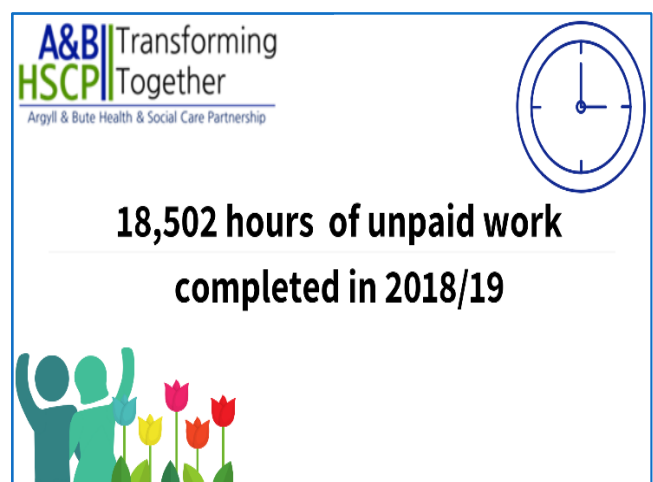 A&B Transforming
HSCP Together
Argyll & Bute Health & Social Care Partnership
18,502 hours of unpaid work
completed in 2018/19